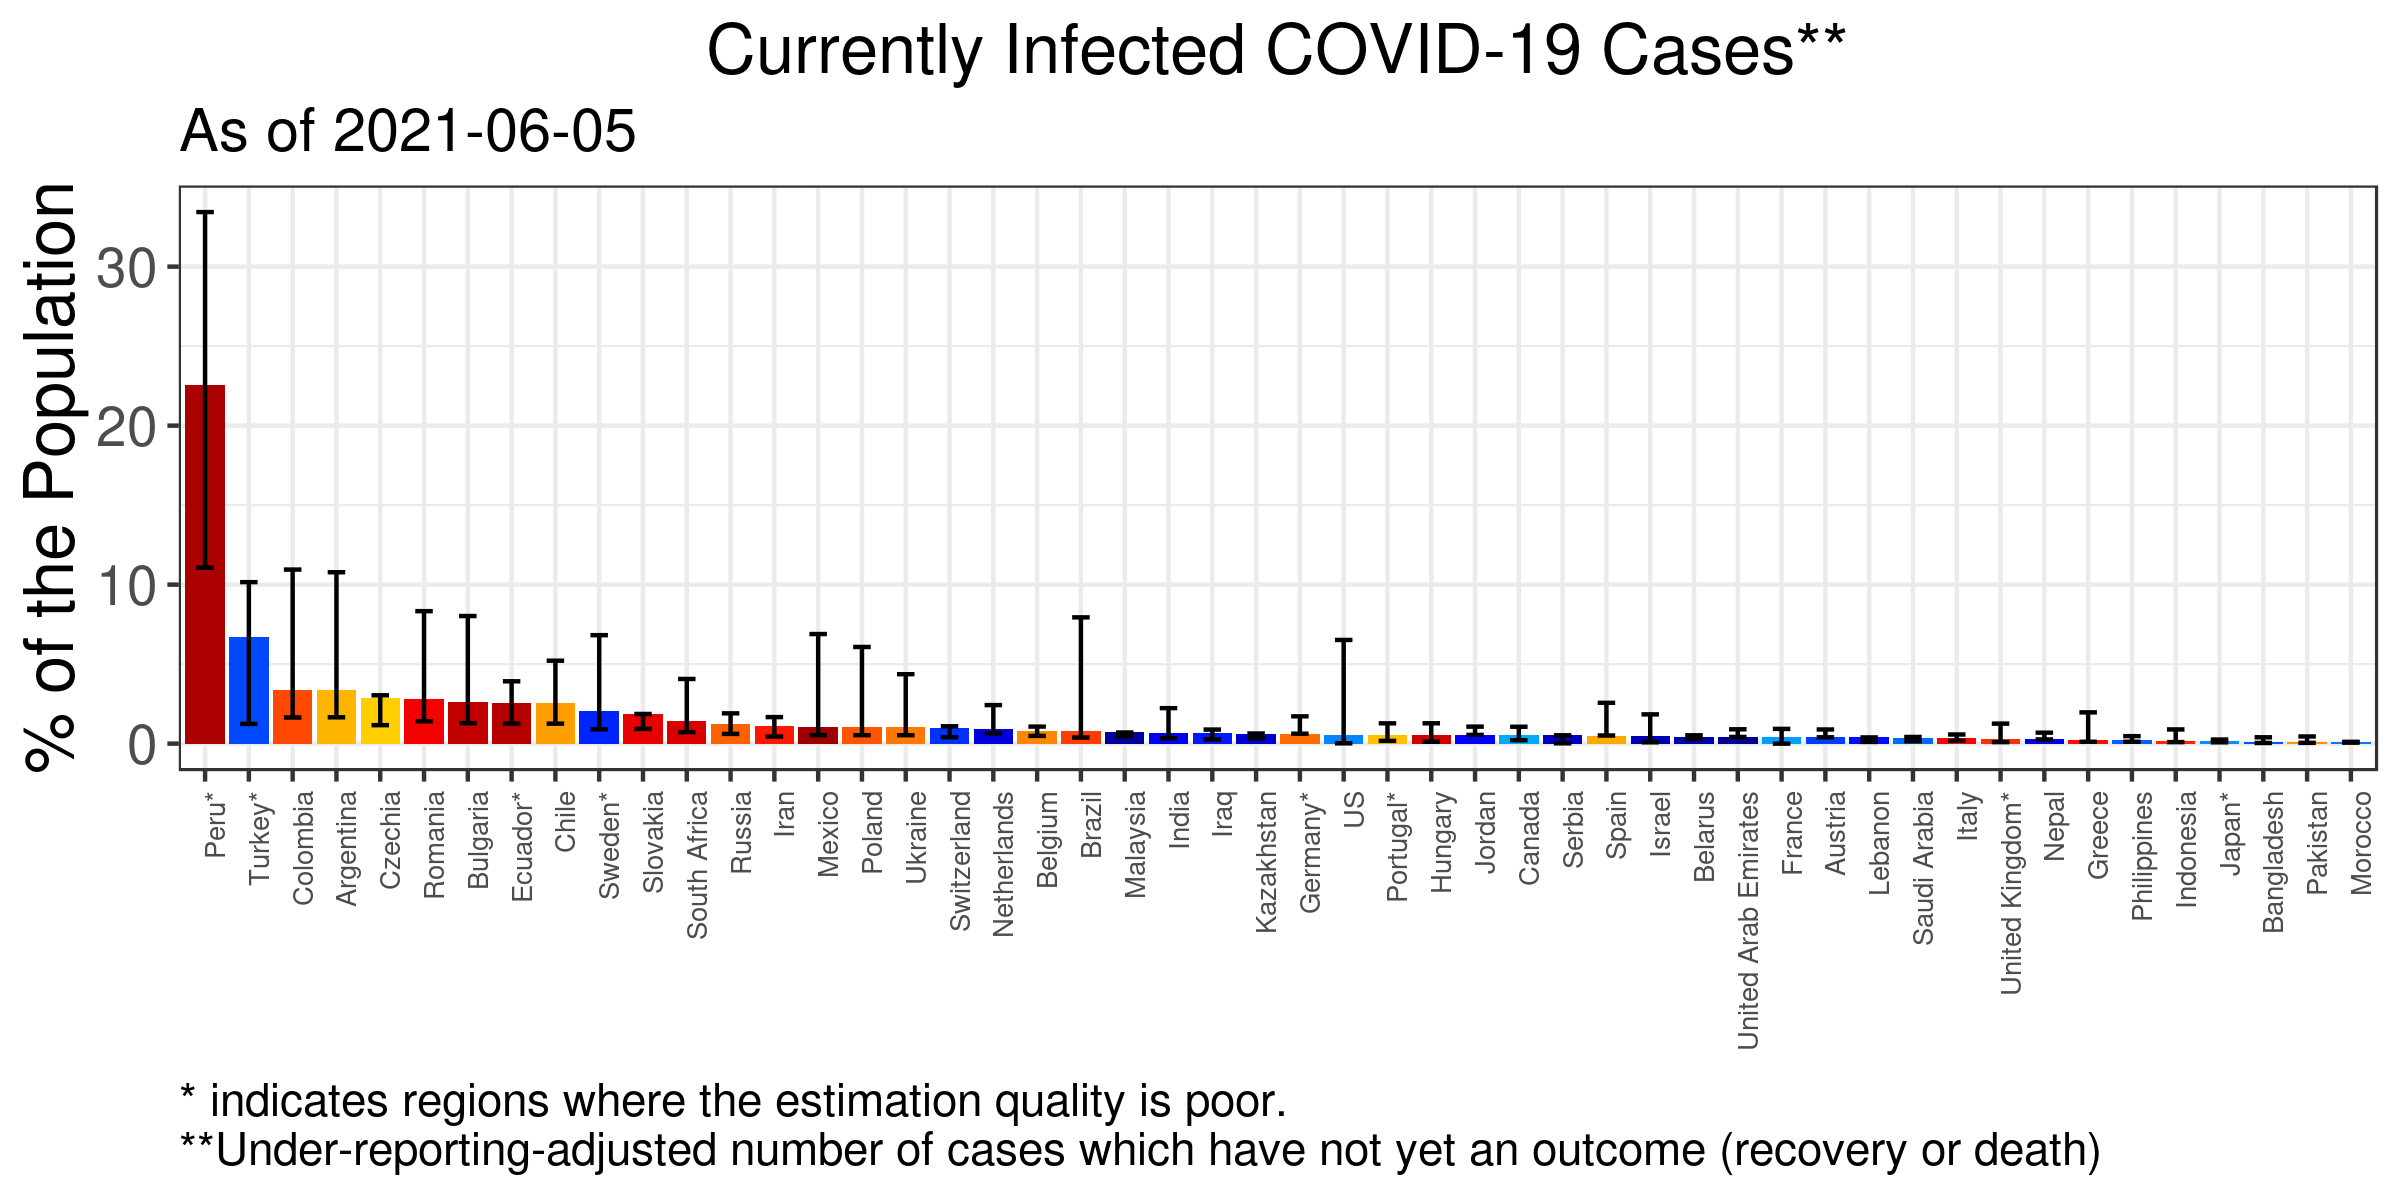 Currently Infected COVID-19 Cases**
As of 2021-06-05
% of the Population
30
20
10
0
Peru*
Turkey*
Colombia
Argentina
Czechia
Romania
Bulgaria
Ecuador*
Chile
Sweden*
Slovakia
South Africa
Russia
Iran
Mexico
Poland
Ukraine
Switzerland
Netherlands
Belgium
Brazil
Malaysia
India
Iraq
Kazakhstan
Germany*
US
Portugal*
Hungary
Jordan
Canada
Serbia
Spain
Israel
Belarus
United Arab Emirates
France
Austria
Lebanon
Saudi Arabia
Italy
United Kingdom*
Nepal
Greece
Philippines
Indonesia
Japan*
Bangladesh
Pakistan
Morocco
* indicates regions where the estimation quality is poor.
**Under-reporting-adjusted number of cases which have not yet an outcome (recovery or death)